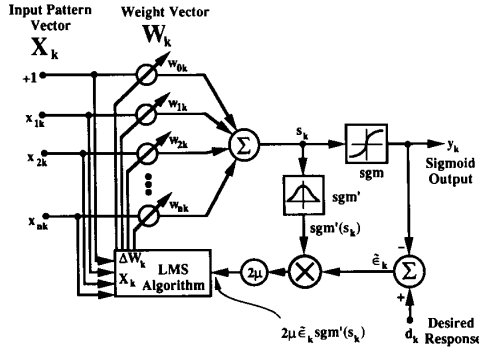 Input Pattern
Vector
X_k
Weight Vector
W_k
+1
w_0k
x_1k
w_1k
x_2k
w_2k
x_nk
w_nk
Σ
s_k
sgm
y_k
Sigmoid
Output
sgm'
sgm'(s_k)
ΔW_k
X_k
LMS
Algorithm
2μ
×
ε̃_k
−
Σ
+
2μ ε̃_k sgm'(s_k)
d_k
Desired
Response